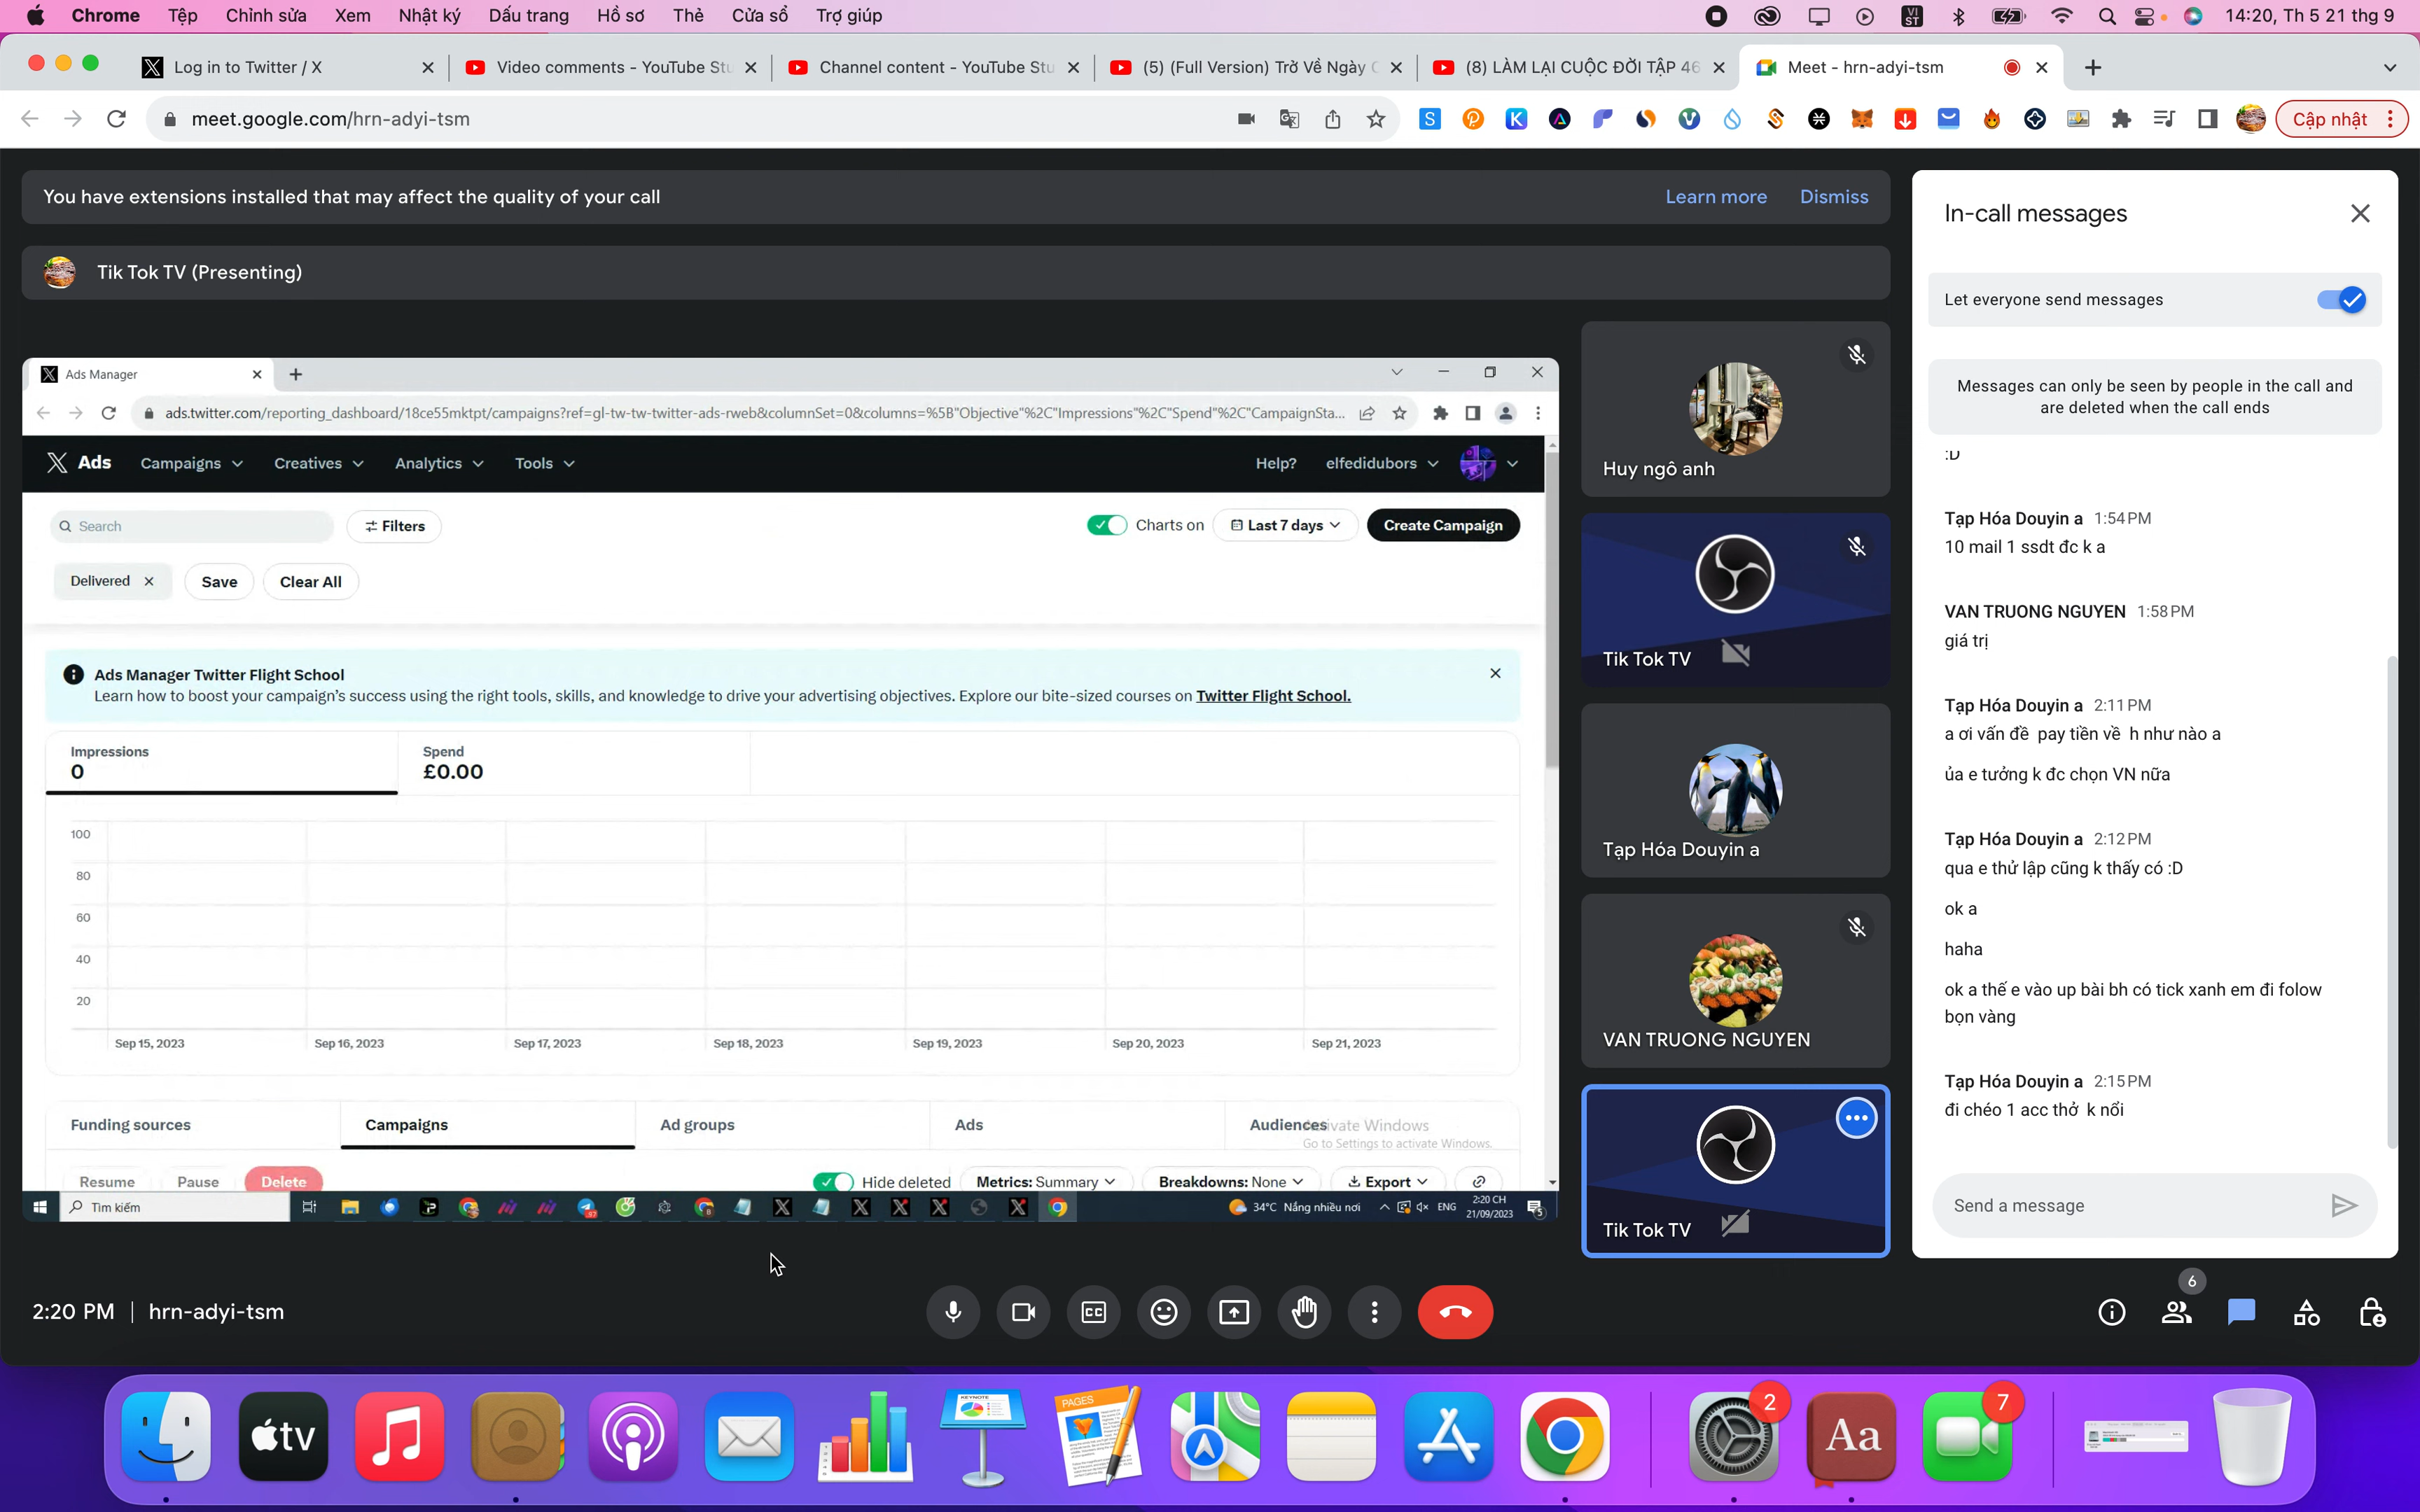 Chrome Tệp Chỉnh sửa Xem Nhật ký Dấu trang Hồ sơ Thẻ Cửa sổ Trợ giúp
VI
ST
14:20, Th 5 21 thg 9
Log in to Twitter / X
Video comments - YouTube Stu
Channel content - YouTube Stu
(5) (Full Version) Trở Về Ngày C
(8) LÀM LẠI CUỘC ĐỜI TẬP 46
Meet - hrn-adyi-tsm
meet.google.com/hrn-adyi-tsm
Cập nhật
You have extensions installed that may affect the quality of your call
Learn more
Dismiss
Tik Tok TV (Presenting)
Ads Manager
ads.twitter.com/reporting_dashboard/18ce55mktpt/campaigns?ref=gl-tw-tw-twitter-ads-rweb&columnSet=0&columns=%5B"Objective"%2C"Impressions"%2C"Spend"%2C"CampaignSta...
Ads
Campaigns
Creatives
Analytics
Tools
Help?
elfedidubors
Search
Filters
Charts on
Last 7 days
Create Campaign
Delivered
Save
Clear All
Ads Manager Twitter Flight School
Learn how to boost your campaign's success using the right tools, skills, and knowledge to drive your advertising objectives. Explore our bite-sized courses on Twitter Flight School.
Impressions
0
Spend
£0.00
100
80
60
40
20
Sep 15, 2023
Sep 16, 2023
Sep 17, 2023
Sep 18, 2023
Sep 19, 2023
Sep 20, 2023
Sep 21, 2023
Funding sources
Campaigns
Ad groups
Ads
Audiences
Activate Windows
Go to Settings to activate Windows.
Resume
Pause
Delete
Hide deleted
Metrics: Summary
Breakdowns: None
Export
Tìm kiếm
34°C Nắng nhiều nơi
ENG
2:20 CH
21/09/2023
Huy ngô anh
Tik Tok TV
Tạp Hóa Douyin a
VAN TRUONG NGUYEN
Tik Tok TV
In-call messages
Let everyone send messages
Messages can only be seen by people in the call and
are deleted when the call ends
:D
Tạp Hóa Douyin a 1:54 PM
10 mail 1 ssdt đc k a
VAN TRUONG NGUYEN 1:58 PM
giá trị
Tạp Hóa Douyin a 2:11 PM
a ơi vấn đề pay tiền về h như nào a
ủa e tưởng k đc chọn VN nữa
Tạp Hóa Douyin a 2:12 PM
qua e thử lập cũng k thấy có :D
ok a
haha
ok a thế e vào up bài bh có tick xanh em đi folow
bọn vàng
Tạp Hóa Douyin a 2:15 PM
đi chéo 1 acc thở k nổi
Send a message
2:20 PM | hrn-adyi-tsm
CC
6
tv
KEYNOTE
PAGES
2
Aa
7